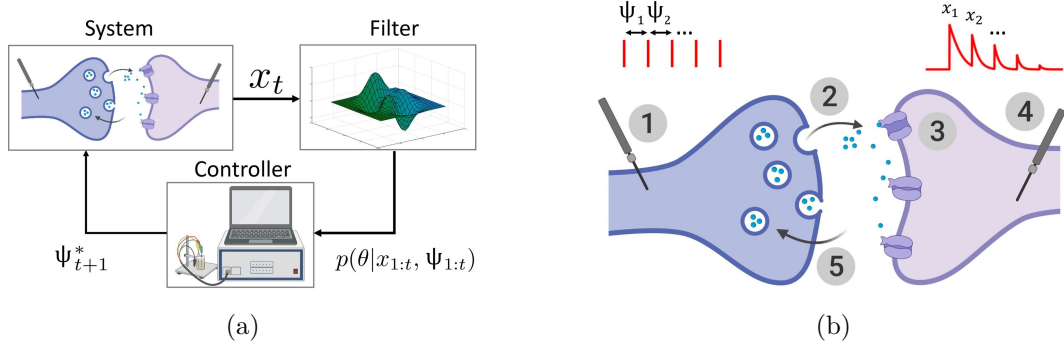 System
Filter
x_t
Controller
ψ*_{t+1}
p(θ|x_{1:t}, ψ_{1:t})
(a)
ψ_1 ψ_2
...
x_1 x_2
...
1
2
3
4
5
(b)